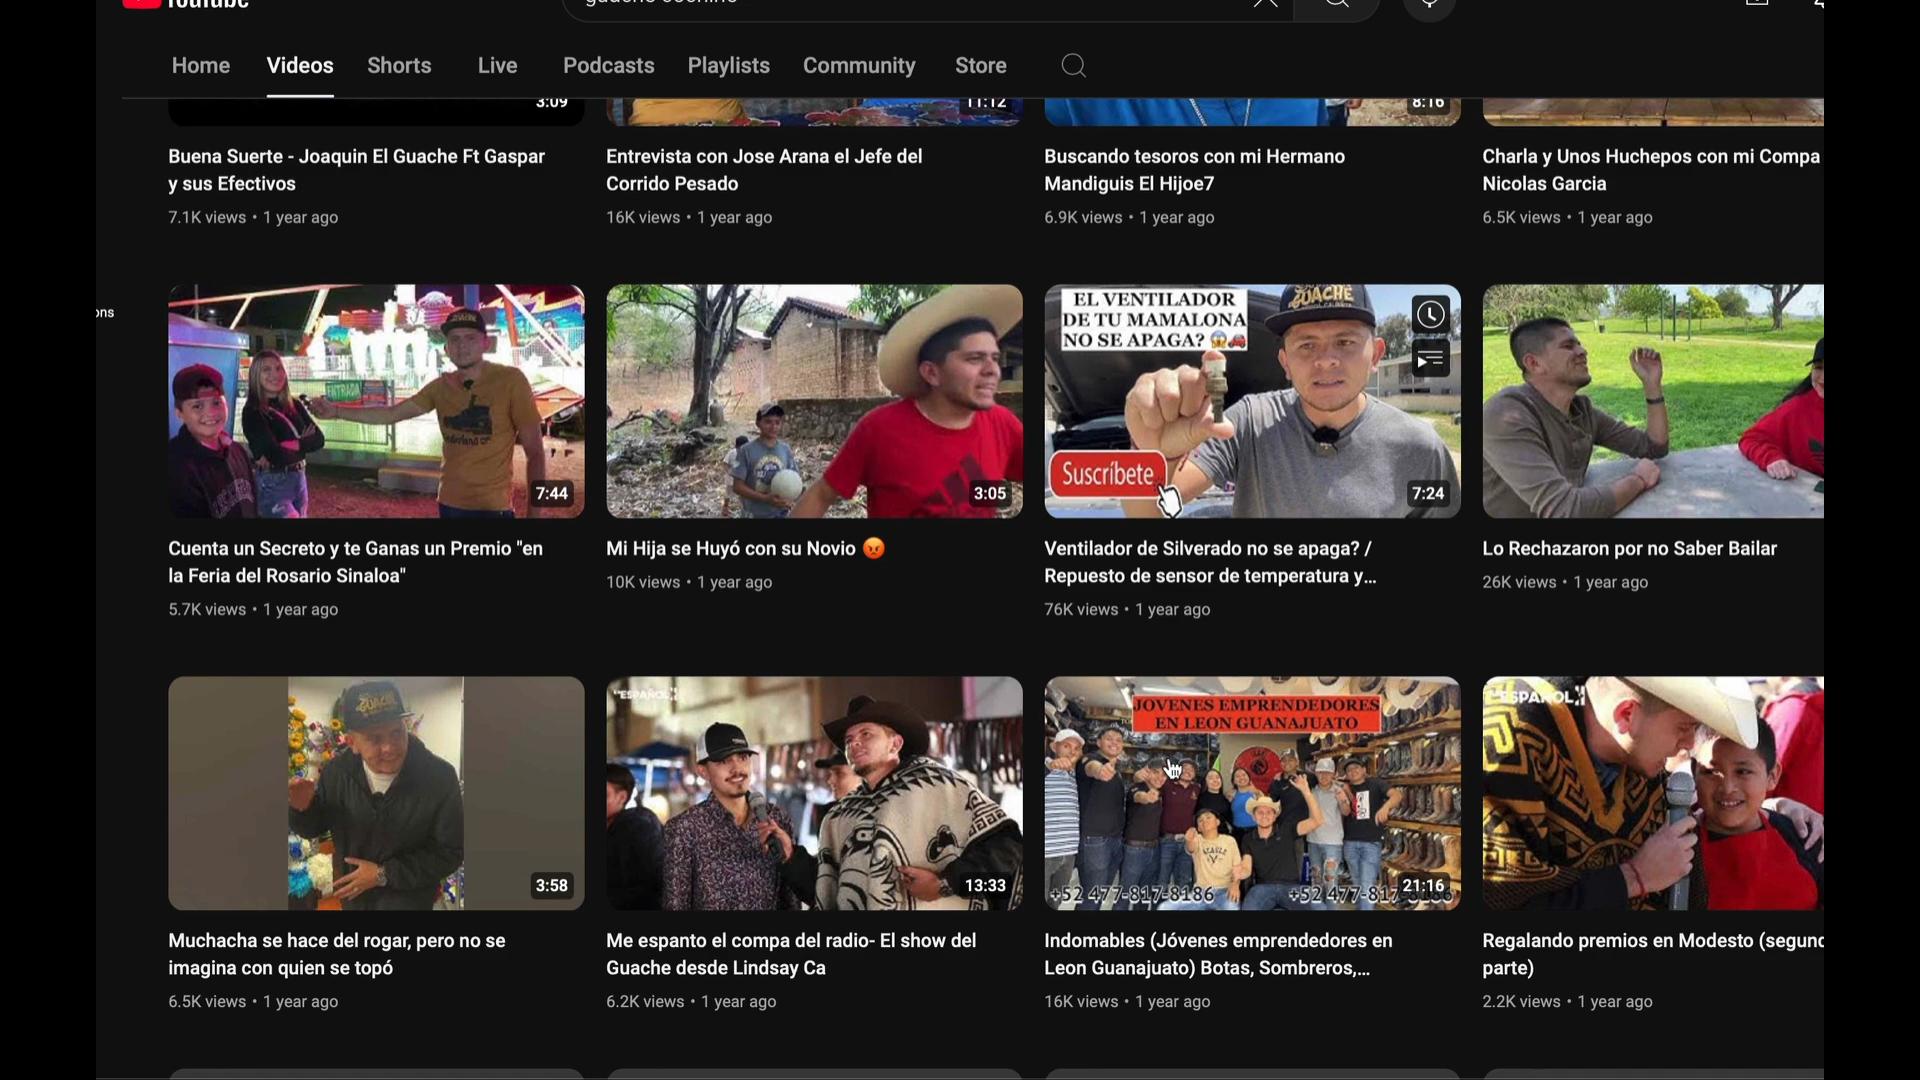 YouTube
Home Videos Shorts Live Podcasts Playlists Community Store
3:09
11:12
8:16
Buena Suerte - Joaquin El Guache Ft Gaspar
y sus Efectivos
7.1K views • 1 year ago
Entrevista con Jose Arana el Jefe del
Corrido Pesado
16K views • 1 year ago
Buscando tesoros con mi Hermano
Mandiguis El Hijoe7
6.9K views • 1 year ago
Charla y Unos Huchepos con mi Compa
Nicolas Garcia
6.5K views • 1 year ago
ons
ENTRADA
7:44
3:05
EL VENTILADOR
DE TU MAMALONA
NO SE APAGA? 😱🚗
GUACHE
Suscríbete
7:24
Cuenta un Secreto y te Ganas un Premio "en
la Feria del Rosario Sinaloa"
5.7K views • 1 year ago
Mi Hija se Huyó con su Novio 😡
10K views • 1 year ago
Ventilador de Silverado no se apaga? /
Repuesto de sensor de temperatura y...
76K views • 1 year ago
Lo Rechazaron por no Saber Bailar
26K views • 1 year ago
GUACHE
3:58
ESPAÑOL
13:33
JOVENES EMPRENDEDORES
EN LEON GUANAJUATO
+52 477-817-8186
21:16
ESPAÑOL
Muchacha se hace del rogar, pero no se
imagina con quien se topó
6.5K views • 1 year ago
Me espanto el compa del radio- El show del
Guache desde Lindsay Ca
6.2K views • 1 year ago
Indomables (Jóvenes emprendedores en
Leon Guanajuato) Botas, Sombreros,...
16K views • 1 year ago
Regalando premios en Modesto (segund
parte)
2.2K views • 1 year ago